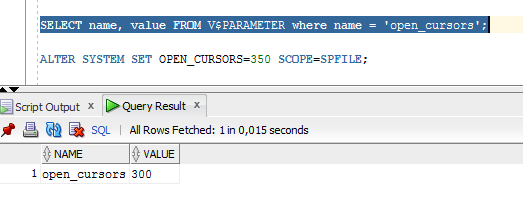 SELECT name, value FROM V$PARAMETER where name = 'open_cursors';
ALTER SYSTEM SET OPEN_CURSORS=350 SCOPE=SPFILE;
Script Output x Query Result x
SQL | All Rows Fetched: 1 in 0,015 seconds
NAME VALUE
1 open_cursors 300